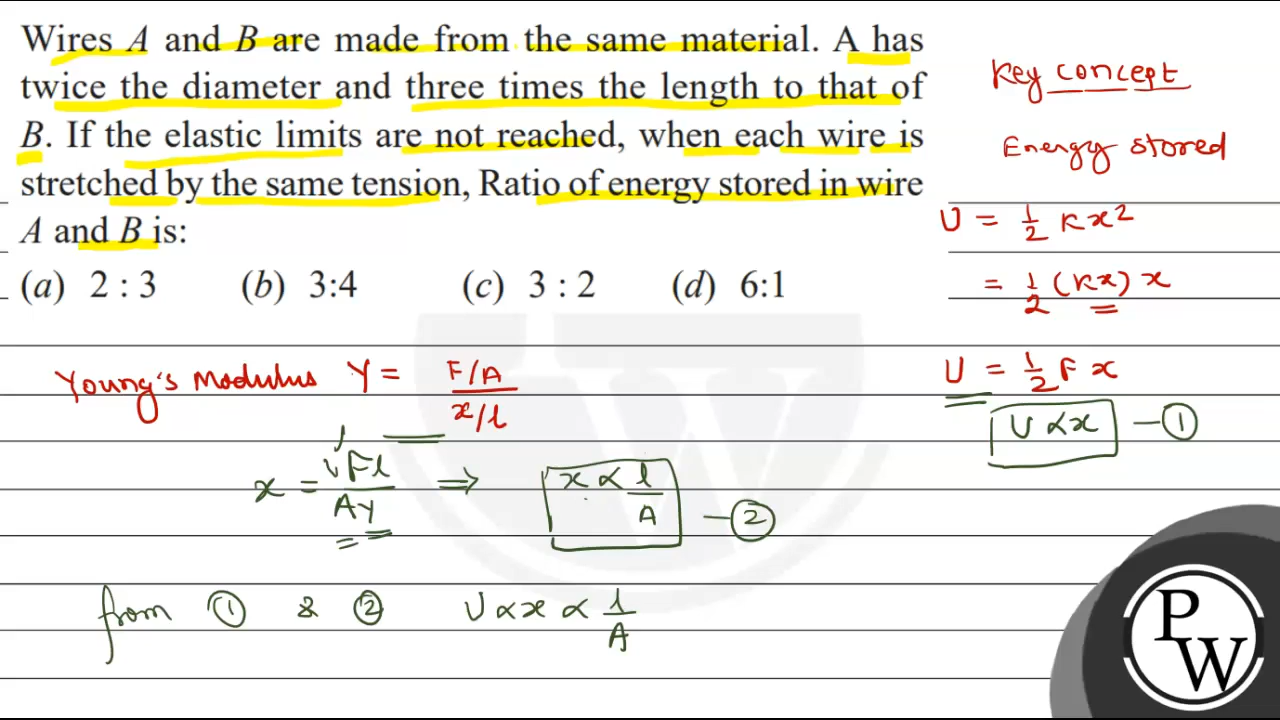 Wires A and B are made from the same material. A has
twice the diameter and three times the length to that of
B. If the elastic limits are not reached, when each wire is
stretched by the same tension, Ratio of energy stored in wire
A and B is:
(a) 2 : 3 (b) 3:4 (c) 3 : 2 (d) 6:1
Key concept
Energy stored
U = 1/2 Kx²
= 1/2 (Kx) x
U = 1/2 F x
U ∝ x — ①
Young's Modulus Y = F/A / x/l
x = Fl / AY ⇒ x ∝ l/A — ②
from ① & ② U ∝ x ∝ l/A
PW